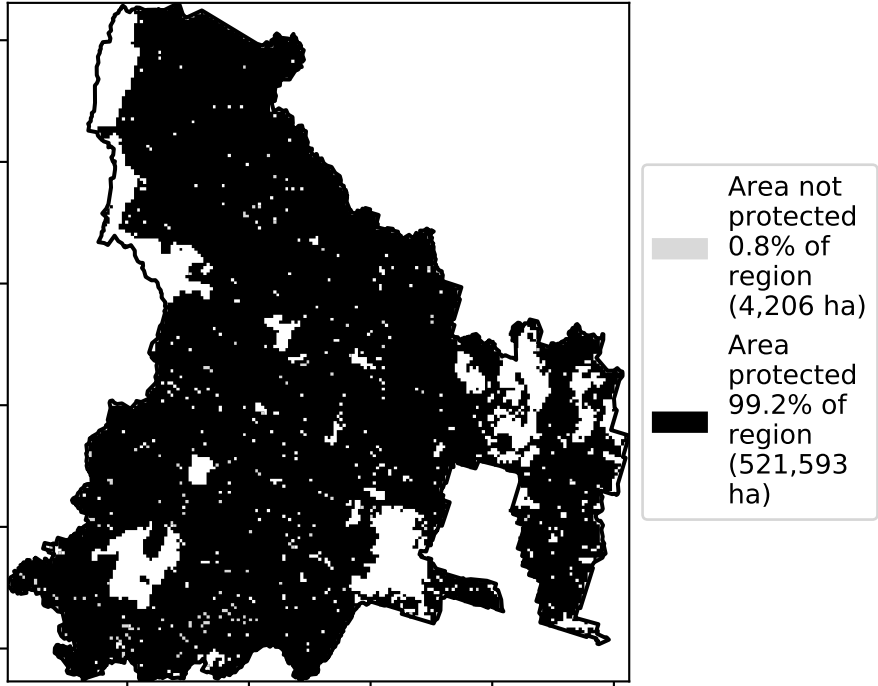 Area not
protected
0.8% of
region
(4,206 ha)
Area
protected
99.2% of
region
(521,593
ha)